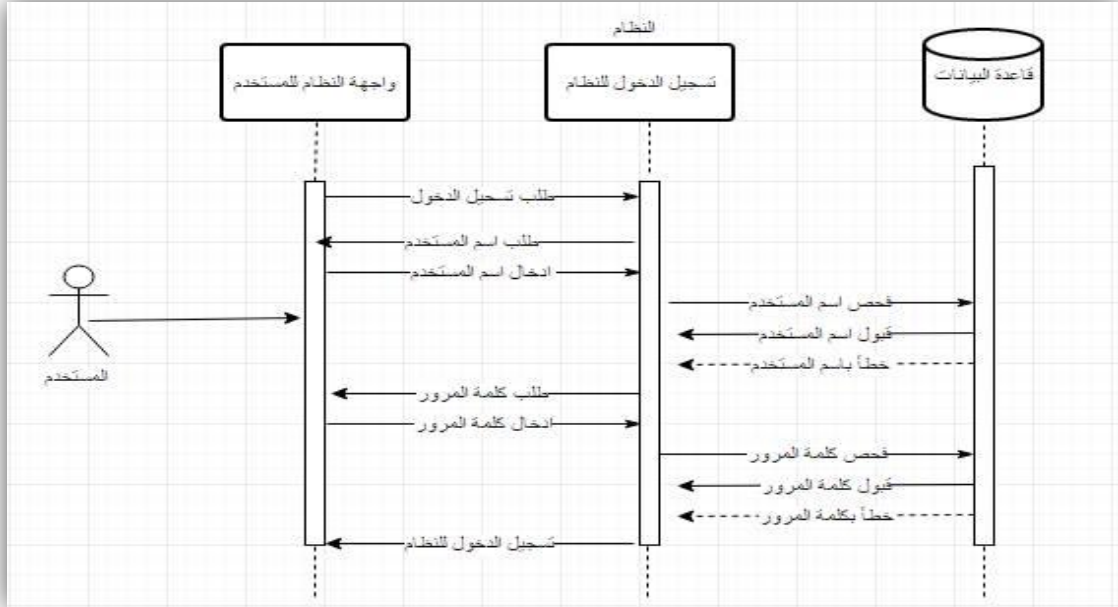 النظام
واجهة النظام للمستخدم
تسجيل الدخول للنظام
قاعدة البيانات
طلب تسجيل الدخول
طلب اسم المستخدم
ادخال اسم المستخدم
فحص اسم المستخدم
قبول اسم المستخدم
خطأ باسم المستخدم
المستخدم
طلب كلمة المرور
ادخال كلمة المرور
فحص كلمة المرور
قبول كلمة المرور
خطأ بكلمة المرور
تسجيل الدخول للنظام